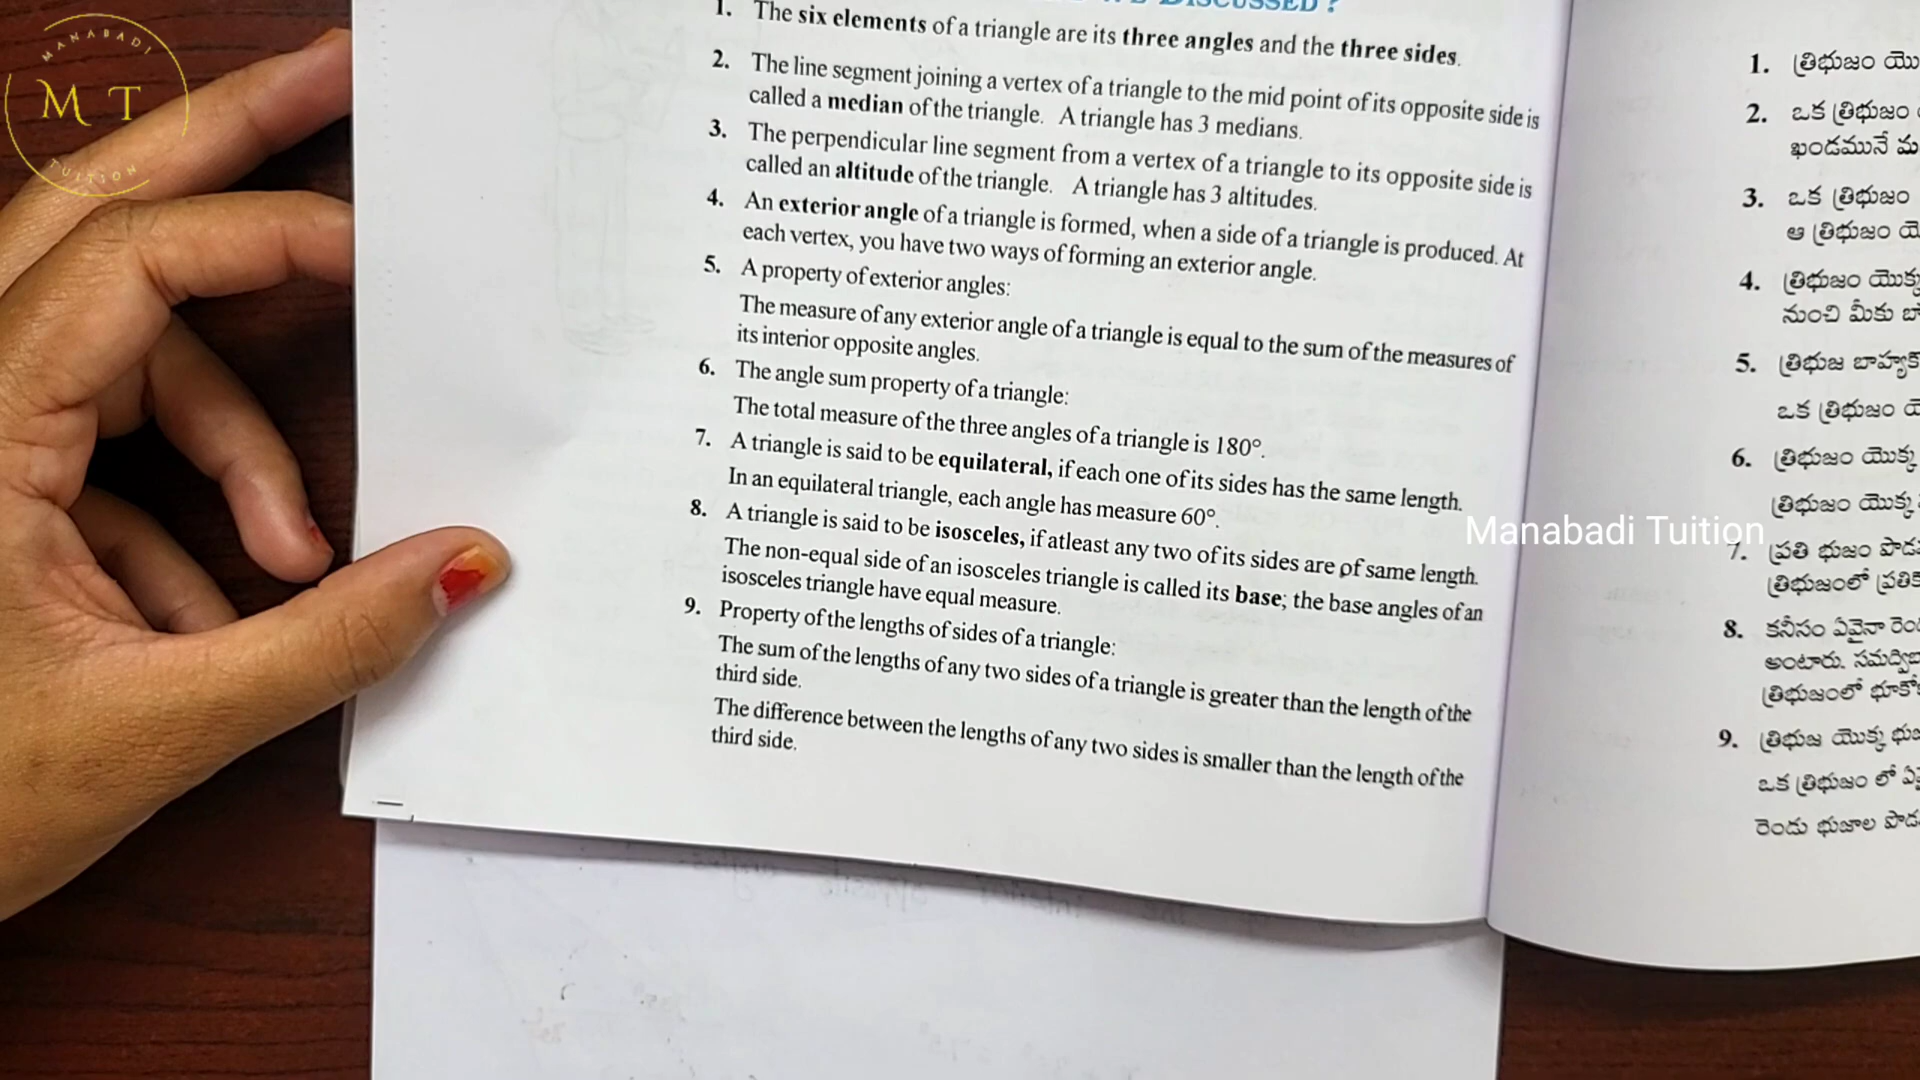 MANABADI
M T
TUITION
DISCUSSED ?
1. The six elements of a triangle are its three angles and the three sides.
2. The line segment joining a vertex of a triangle to the mid point of its opposite side is
called a median of the triangle. A triangle has 3 medians.
3. The perpendicular line segment from a vertex of a triangle to its opposite side is
called an altitude of the triangle. A triangle has 3 altitudes.
4. An exterior angle of a triangle is formed, when a side of a triangle is produced. At
each vertex, you have two ways of forming an exterior angle.
5. A property of exterior angles:
The measure of any exterior angle of a triangle is equal to the sum of the measures of
its interior opposite angles.
6. The angle sum property of a triangle:
The total measure of the three angles of a triangle is 180°.
7. A triangle is said to be equilateral, if each one of its sides has the same length.
In an equilateral triangle, each angle has measure 60°.
8. A triangle is said to be isosceles, if atleast any two of its sides are of same length.
The non-equal side of an isosceles triangle is called its base; the base angles of an
isosceles triangle have equal measure.
9. Property of the lengths of sides of a triangle:
The sum of the lengths of any two sides of a triangle is greater than the length of the
third side.
The difference between the lengths of any two sides is smaller than the length of the
third side.
Manabadi Tuition
1. త్రిభుజం
2. ఒక త్రిభుజం
ఖండమునే
3. ఒక త్రిభుజం
ఆ త్రిభుజం
4. త్రిభుజం యొక్క
నుంచి మీకు
5. త్రిభుజ
ఒక త్రిభుజం
6. త్రిభుజం యొక్క
త్రిభుజం యొక్క
7. ప్రతి భుజం
త్రిభుజంలో
8. కనీసం ఏవైనా
అంటారు.
త్రిభుజంలో
9. త్రిభుజ యొక్క
ఒక త్రిభుజం లో
రెండు భుజాల